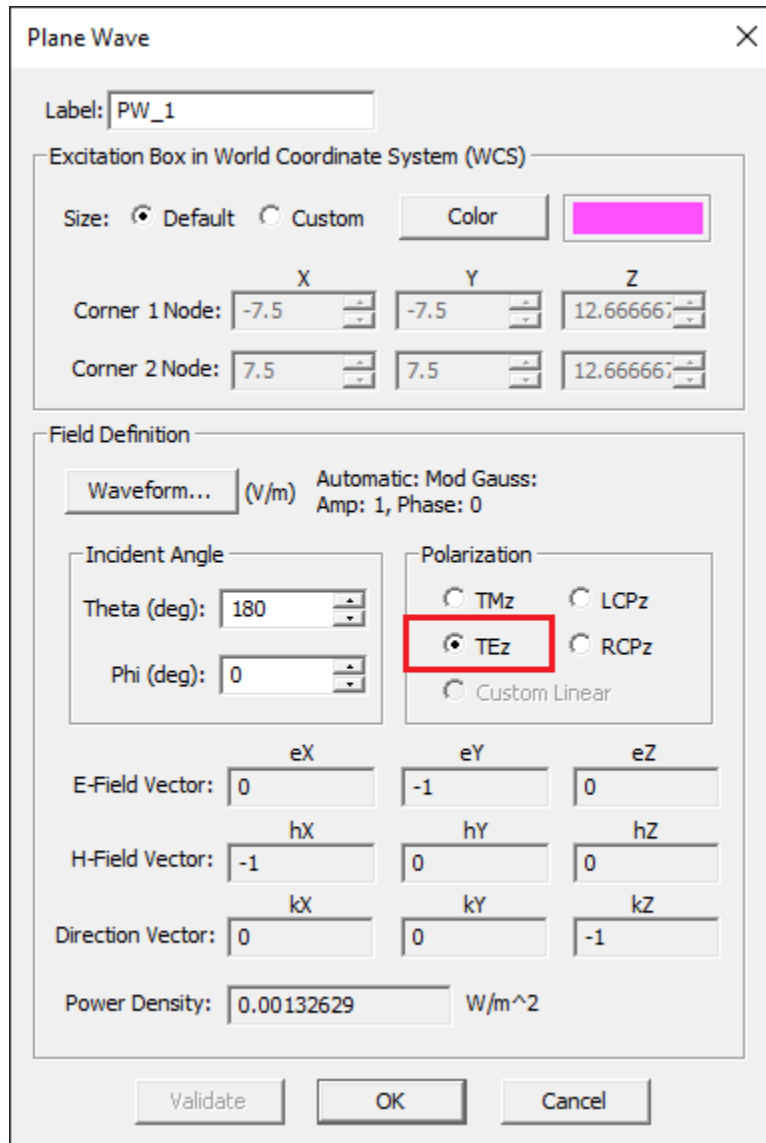 Plane Wave
Label: PW_1
Excitation Box in World Coordinate System (WCS)
Size: Default Custom Color
X Y Z
Corner 1 Node: -7.5 -7.5 12.666667
Corner 2 Node: 7.5 7.5 12.666667
Field Definition
Waveform... (V/m) Automatic: Mod Gauss:
Amp: 1, Phase: 0
Incident Angle Polarization
Theta (deg): 180 TMz LCPz
TEz RCPz
Phi (deg): 0
Custom Linear
eX eY eZ
E-Field Vector: 0 -1 0
hX hY hZ
H-Field Vector: -1 0 0
kX kY kZ
Direction Vector: 0 0 -1
Power Density: 0.00132629 W/m^2
Validate OK Cancel